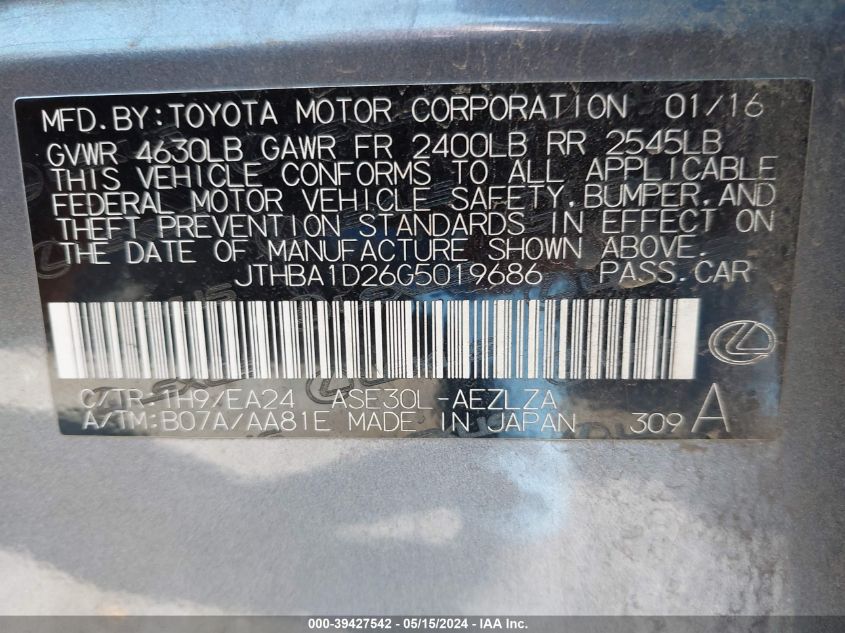 MFD.BY:TOYOTA MOTOR CORPORATION 01/16
GVWR 4630LB GAWR FR 2400LB RR 2545LB
THIS VEHICLE CONFORMS TO ALL APPLICABLE
FEDERAL MOTOR VEHICLE SAFETY,BUMPER,AND
THEFT PREVENTION STANDARDS IN EFFECT ON
THE DATE OF MANUFACTURE SHOWN ABOVE.
JTHBA1D26G5019686 PASS.CAR
C/TR 1H9/EA24 ASE30L-AEZLZA
A/TM:B07A/AA81E MADE IN JAPAN 309 A
000-39427542 - 05/15/2024 - IAA Inc.